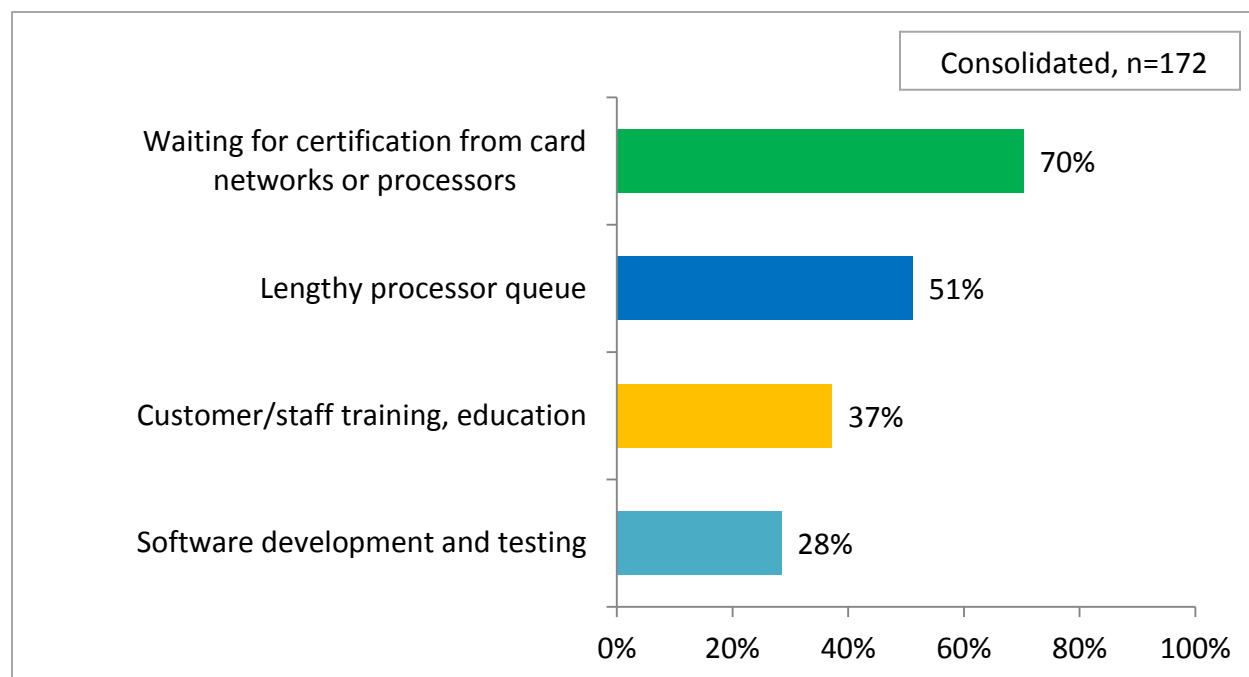 Consolidated, n=172
Waiting for certification from card
networks or processors
70%
Lengthy processor queue
51%
Customer/staff training, education
37%
Software development and testing
28%
0% 20% 40% 60% 80% 100%